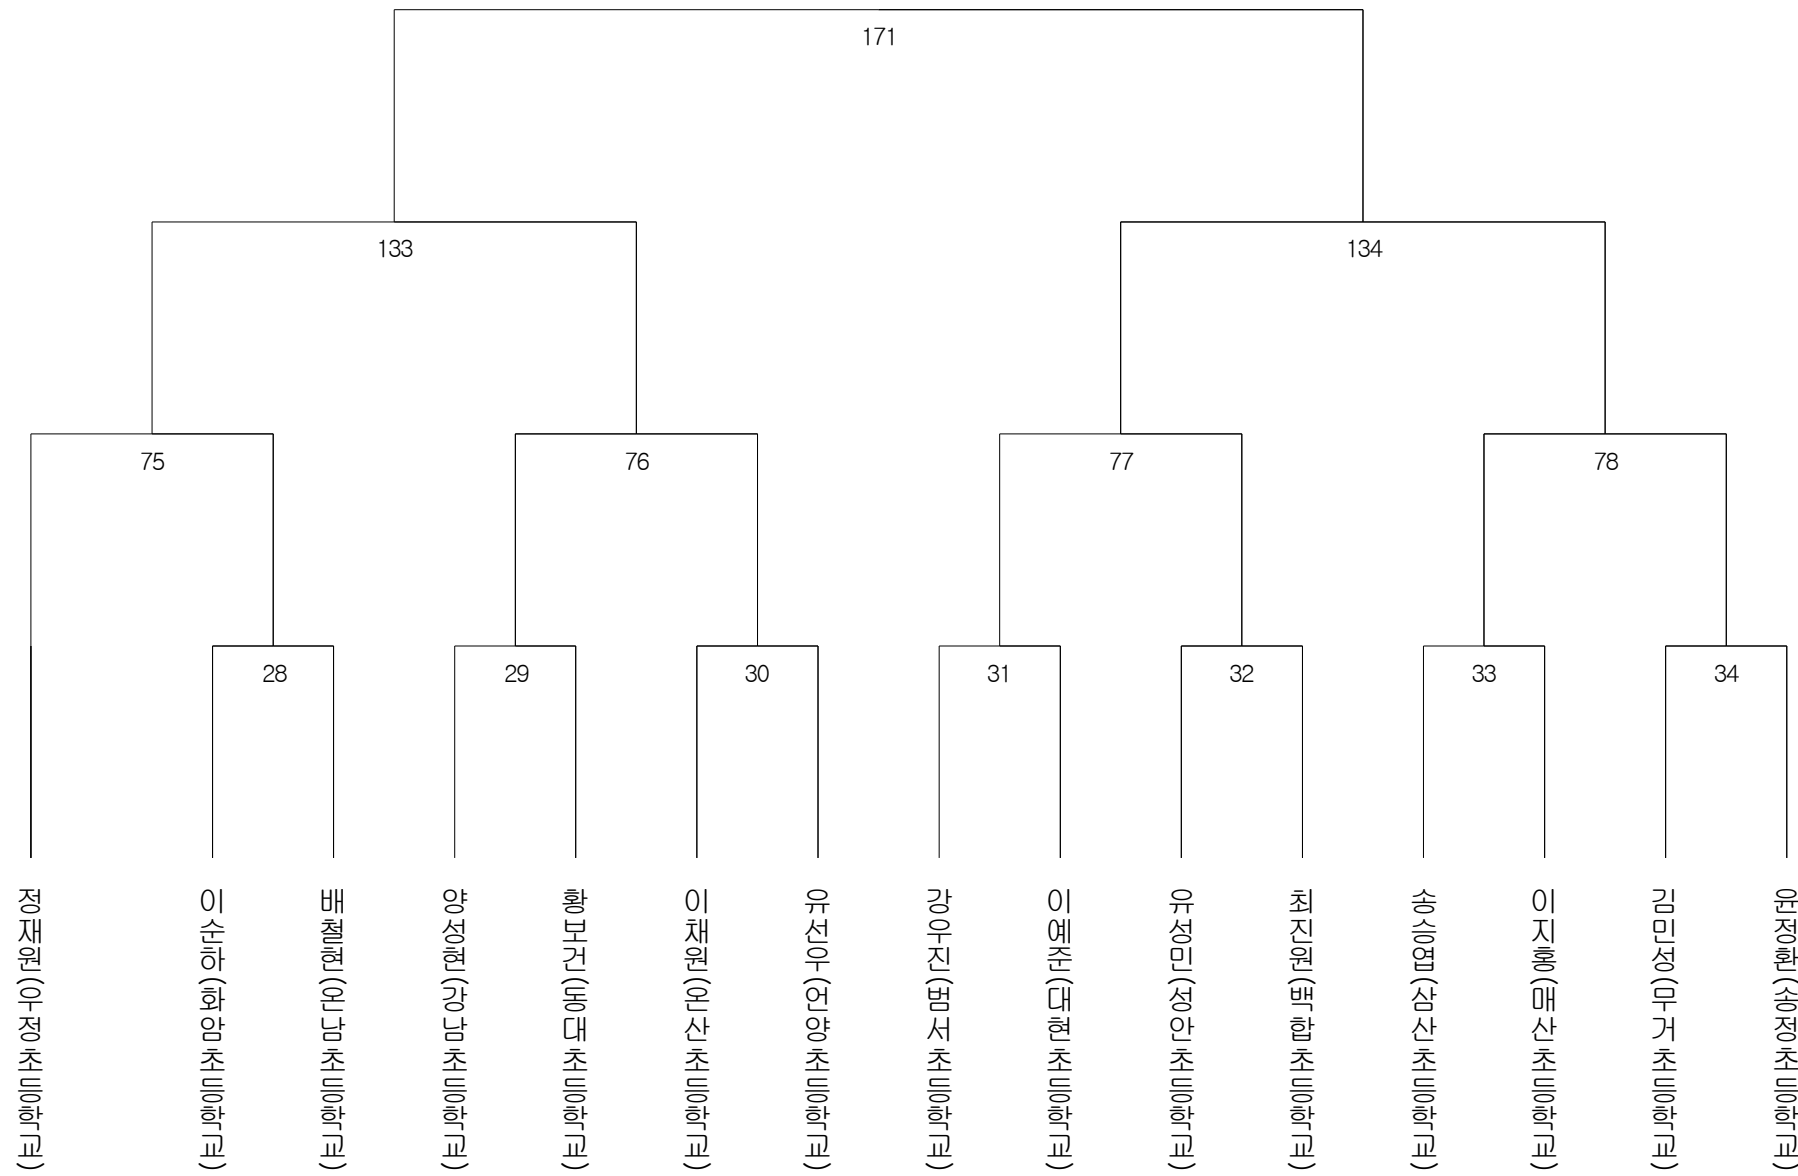 171
133
134
75
76
77
78
28
29
30
31
32
33
34
정재원(우정초등학교)
이순하(화암초등학교)
배철현(온남초등학교)
양성현(강남초등학교)
황보건(동대초등학교)
이채원(온산초등학교)
유선우(언양초등학교)
강우진(범서초등학교)
이예준(대현초등학교)
유성민(성안초등학교)
최진원(백합초등학교)
송승엽(삼산초등학교)
이지홍(매산초등학교)
김민성(무거초등학교)
윤정환(송정초등학교)